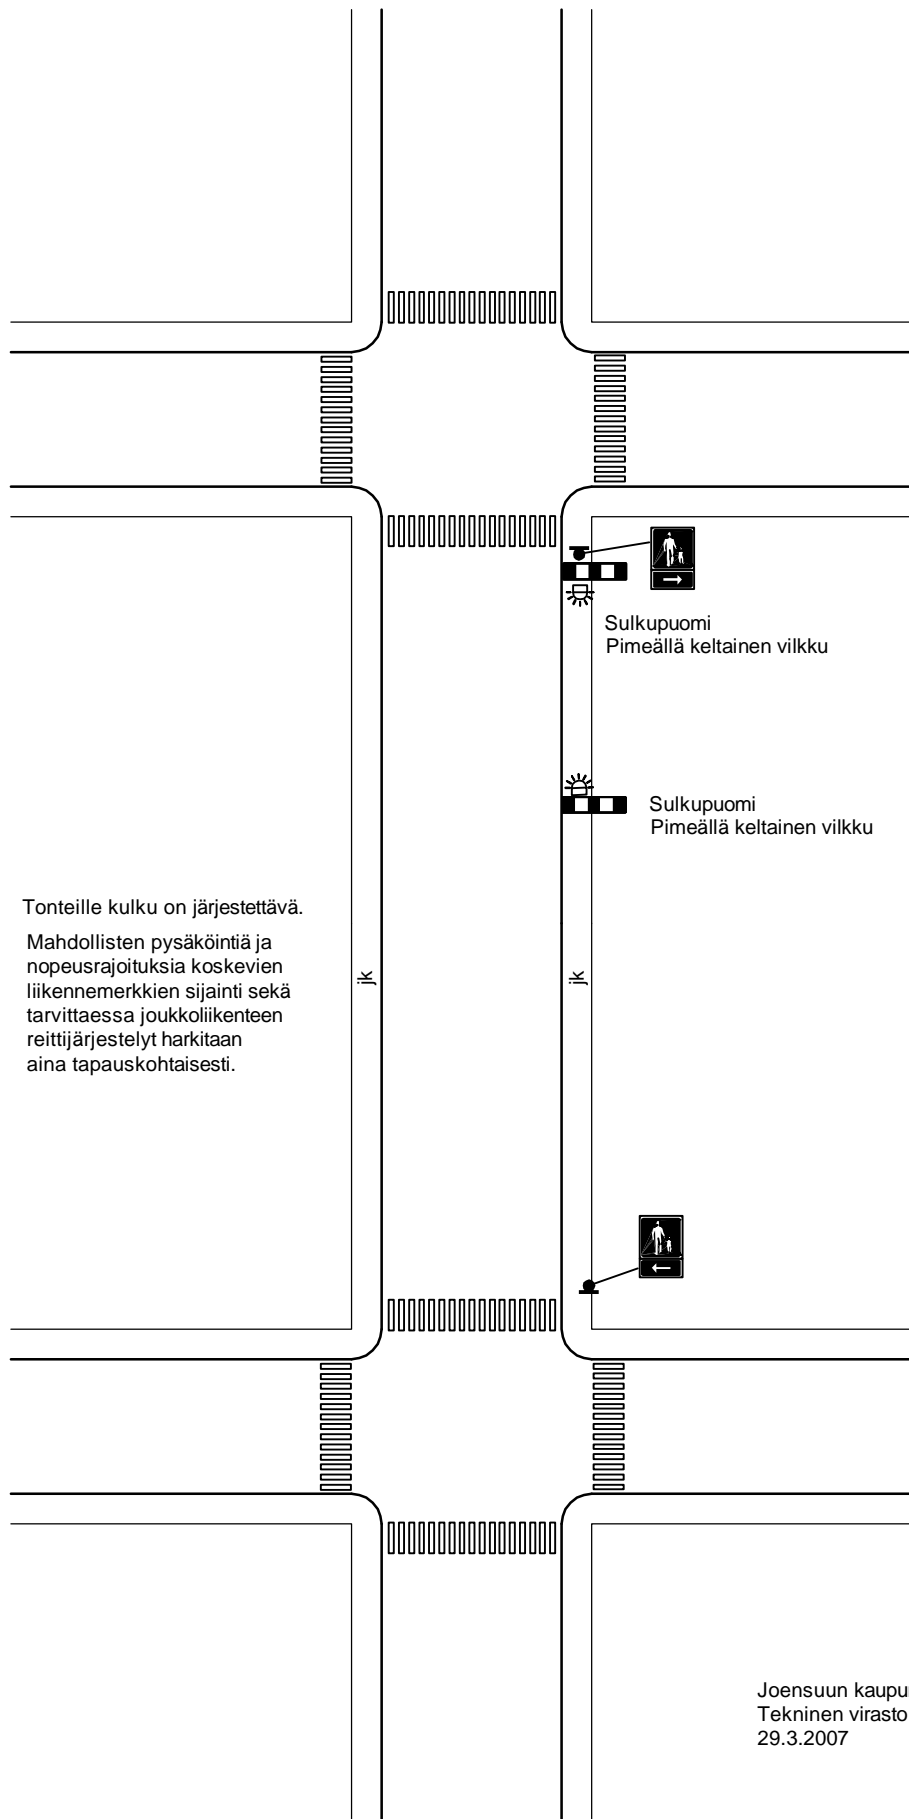 Sulkupuomi
Pimeällä keltainen vilkku
Sulkupuomi
Pimeällä keltainen vilkku
Tonteille kulku on järjestettävä.
Mahdollisten pysäköintiä ja
nopeusrajoituksia koskevien
liikennemerkkien sijainti sekä
tarvittaessa joukkoliikenteen
reittijärjestelyt harkitaan
aina tapauskohtaisesti.
jk
jk
Joensuun
Tekninen virasto
29.3.2007